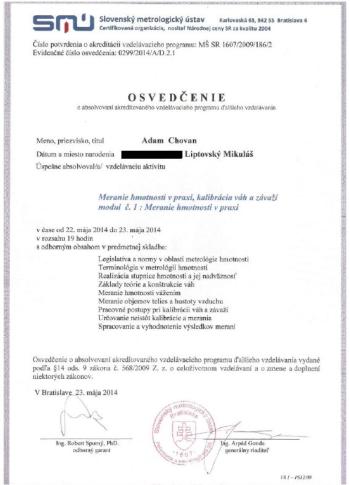 smú Slovenský metrologický ústav Karloveská 63, 842 55 Bratislava 4
Certifikovaná organizácia, nositeľ Národnej ceny SR za kvalitu 2004
Číslo potvrdenia o akreditácii vzdelávacieho programu: MŠ SR 1607/2009/186/2
Evidenčné číslo osvedčenia: 0299/2014/A/D.2.1
OSVEDČENIE
o absolvovaní akreditovaného vzdelávacieho programu ďalšieho vzdelávania
Meno, priezvisko, titul Adam Chovan
Dátum a miesto narodenia Liptovský Mikuláš
Úspešne absolvoval/a/ vzdelávaciu aktivitu
Meranie hmotnosti v praxi, kalibrácia váh a závaží
modul č. 1 : Meranie hmotnosti v praxi
v čase od 22. mája 2014 do 23. mája 2014
v rozsahu 19 hodín
s odborným obsahom v predmetnej skladbe:
Legislatíva a normy v oblasti metrológie hmotnosti
Terminológia v metrológii hmotnosti
Realizácia stupnice hmotnosti a jej nadväznosť
Základy teórie a konštrukcie váh
Meranie hmotnosti vážením
Meranie objemov telies a hustoty vzduchu
Pracovné postupy pri kalibrácii váh a závaží
Určovanie neistôt kalibrácie a merania
Spracovanie a vyhodnotenie výsledkov meraní
Osvedčenie o absolvovaní akreditovaného vzdelávacieho programu ďalšieho vzdelávania vydané
podľa §14 ods. 9 zákona č. 568/2009 Z. z. o celoživotnom vzdelávaní a o zmene a doplnení
niektorých zákonov.
V Bratislave, 23. mája 2014
Slovenský metrologický ústav
Bratislava
Ing. Robert Spurný, PhD. Ing. Arpád Gonda
odborný garant generálny riaditeľ